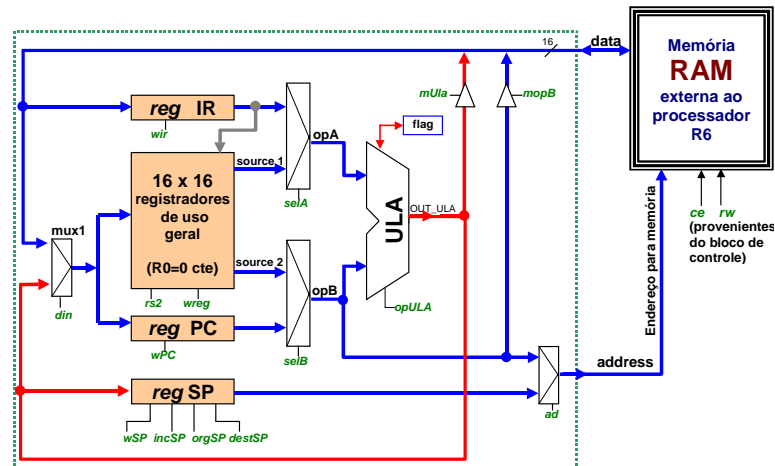 16
data
Memória
RAM
externa ao
processador
R6
reg IR
wir
mUla
mopB
flag
opA
source 1
selA
16 x 16
registradores
de uso
geral
(R0=0 cte)
rs2
wreg
mux1
din
source 2
opB
ULA
OUT_ULA
opULA
reg PC
wPC
selB
reg SP
wSP
incSP
orgSP
destSP
ad
address
Endereço para memória
ce
rw
(provenientes
do bloco de
controle)